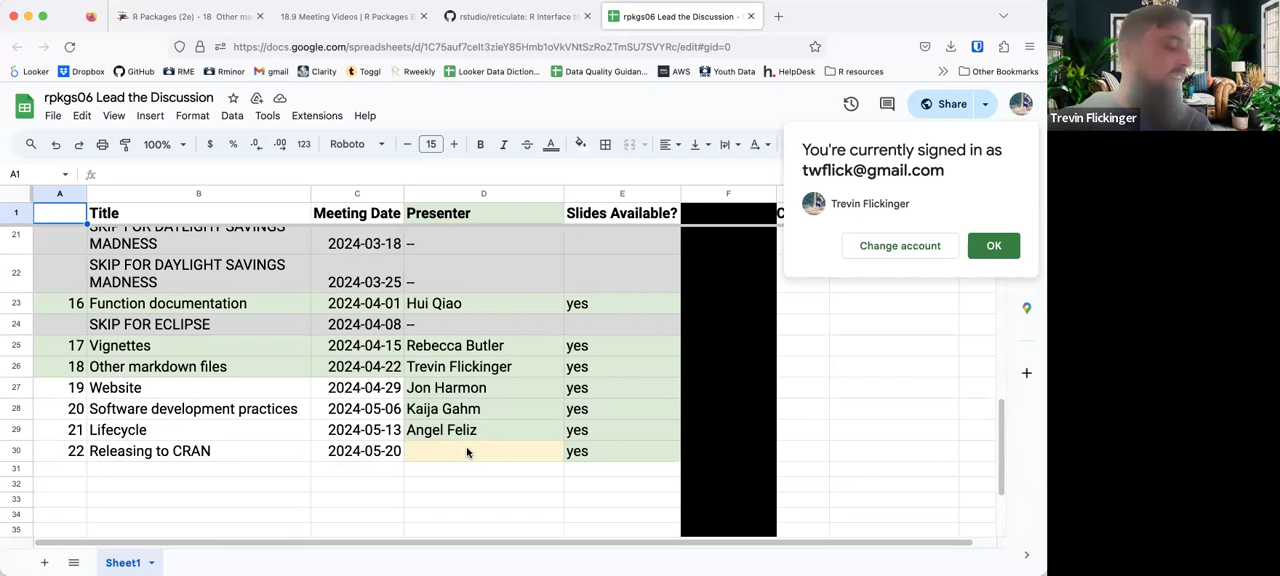 R Packages (2e) - 18 Other ma
18.9 Meeting Videos | R Packages B
rstudio/reticulate: R Interface to
rpkgs06 Lead the Discussion - 
https://docs.google.com/spreadsheets/d/1C75auf7celt3zieY85Hmb1oVkVNtSzRoZTmSU7SVYRc/edit#gid=0
Looker Dropbox GitHub RME Rminor gmail Clarity Toggl Rweekly Looker Data Diction... Data Quality Guidan... AWS Youth Data HelpDesk R resources Other Bookmarks
rpkgs06 Lead the Discussion
Share
File Edit View Insert Format Data Tools Extensions Help
100% $ % .0 .00 123 Roboto 15 B I A
A1 fx
A B C D E F
1 Title Meeting Date Presenter Slides Available?
21 SKIP FOR DAYLIGHT SAVINGS
MADNESS 2024-03-18 --
22 SKIP FOR DAYLIGHT SAVINGS
MADNESS 2024-03-25 --
23 16 Function documentation 2024-04-01 Hui Qiao yes
24 SKIP FOR ECLIPSE 2024-04-08 --
25 17 Vignettes 2024-04-15 Rebecca Butler yes
26 18 Other markdown files 2024-04-22 Trevin Flickinger yes
27 19 Website 2024-04-29 Jon Harmon yes
28 20 Software development practices 2024-05-06 Kaija Gahm yes
29 21 Lifecycle 2024-05-13 Angel Feliz yes
30 22 Releasing to CRAN 2024-05-20 yes
31
32
33
34
35
Sheet1
You're currently signed in as
twflick@gmail.com
Trevin Flickinger
Change account OK
Trevin Flickinger